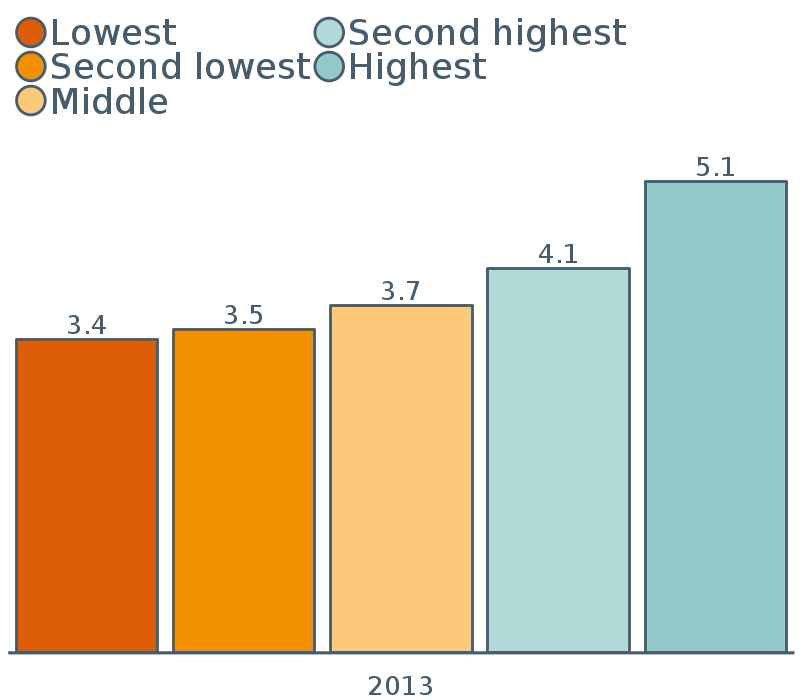 Lowest
Second lowest
Middle
Second highest
Highest
3.4
3.5
3.7
4.1
5.1
2013